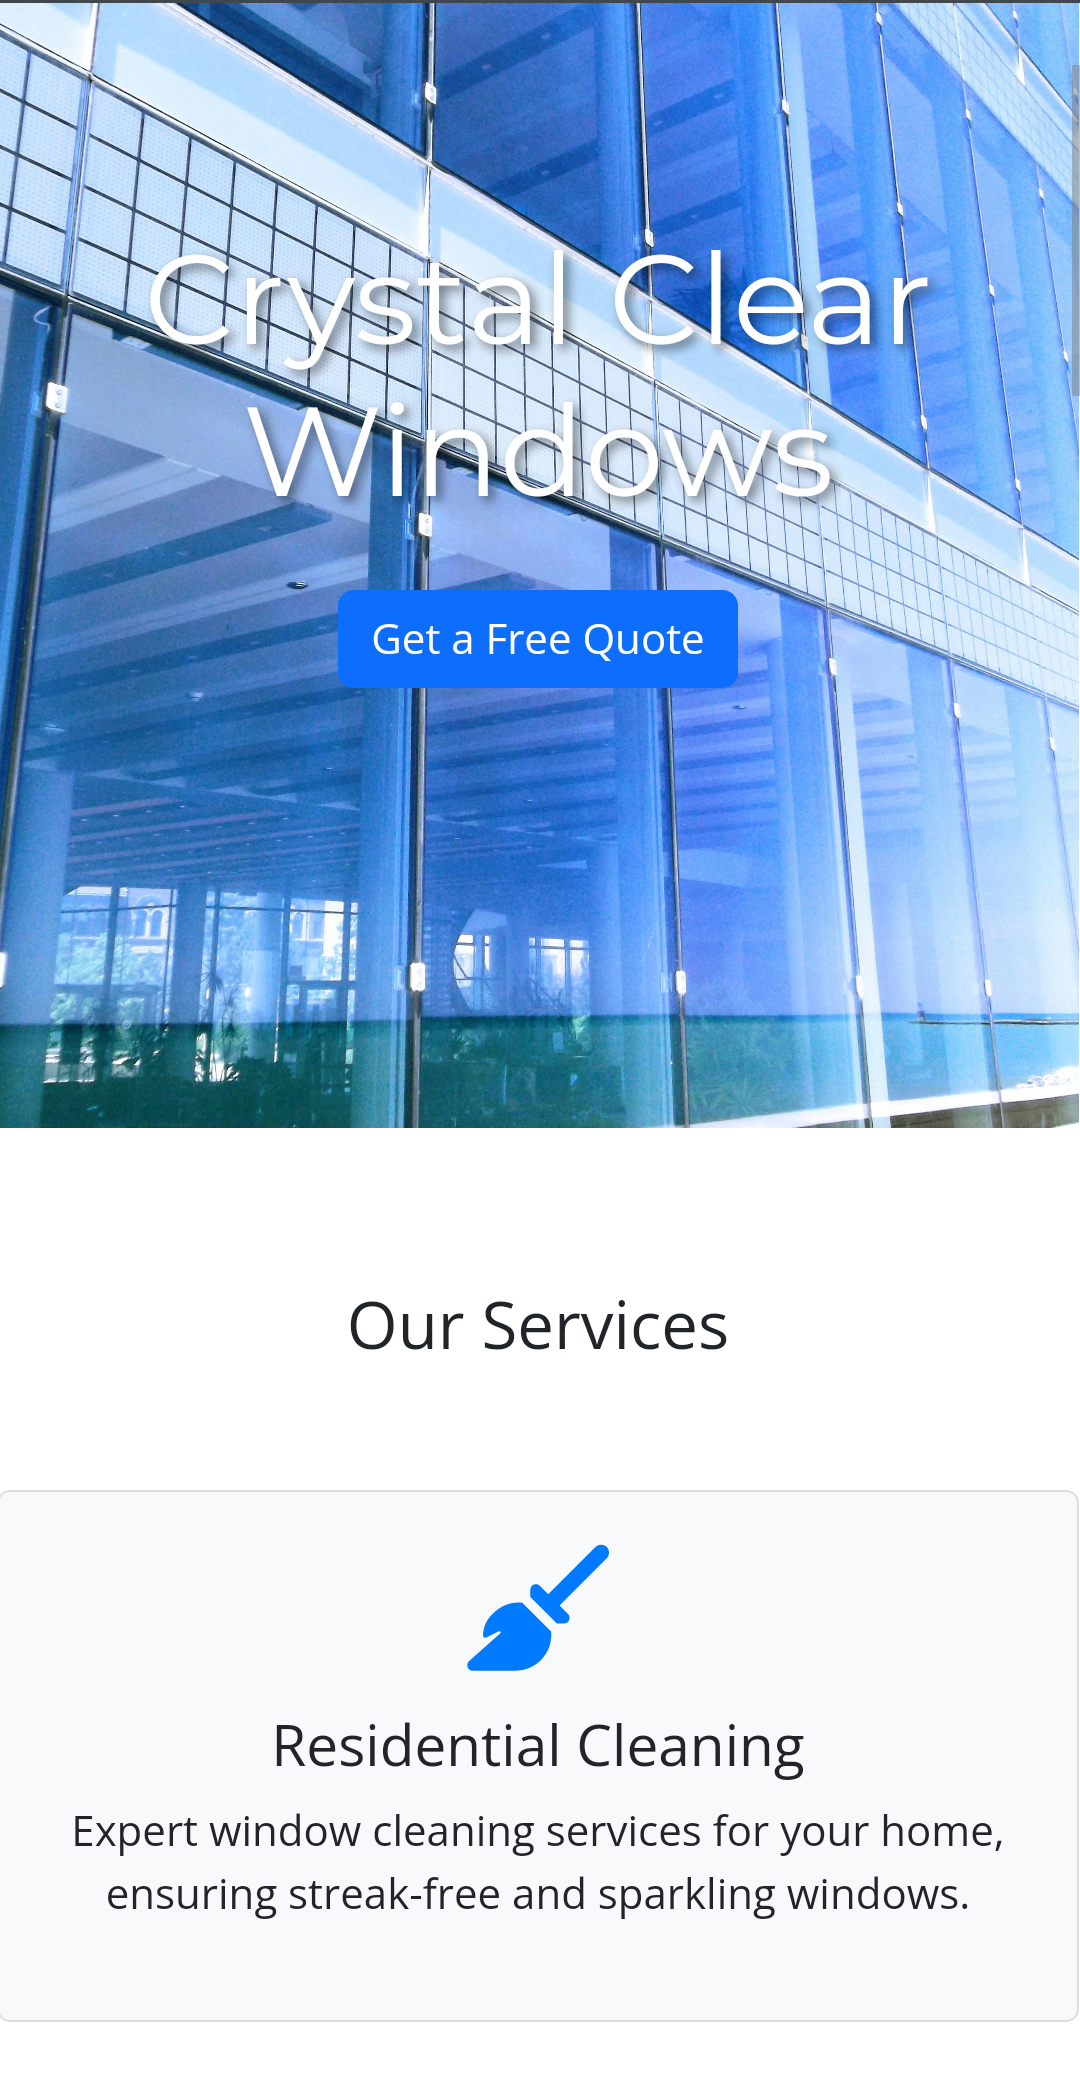 Crystal Clear
Windows
Get a Free Quote
Our Services
Residential Cleaning
Expert window cleaning services for your home,
ensuring streak-free and sparkling windows.